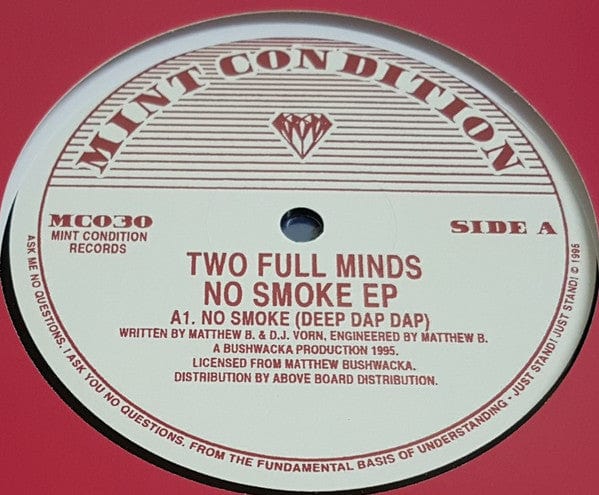 MINT CONDITION
MC030
MINT CONDITION
RECORDS
SIDE A
TWO FULL MINDS
NO SMOKE EP
A1. NO SMOKE (DEEP DAP DAP)
WRITTEN BY MATTHEW B. & D.J. VORN, ENGINEERED BY MATTHEW B.
A BUSHWACKA PRODUCTION 1995.
LICENSED FROM MATTHEW BUSHWACKA.
DISTRIBUTION BY ABOVE BOARD DISTRIBUTION.
ASK ME NO QUESTIONS. I ASK YOU NO QUESTIONS. FROM THE FUNDAMENTAL BASIS OF UNDERSTANDING - JUST STAND! JUST STAND! © 1995